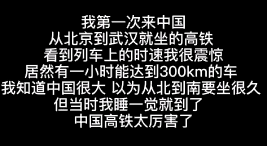 我第一次来中国
从北京到武汉就坐的高铁
看到列车上的时速我很震惊
居然有一小时能达到300km的车
我知道中国很大 以为从北到南要坐很久
但当时我睡一觉就到了
中国高铁太厉害了